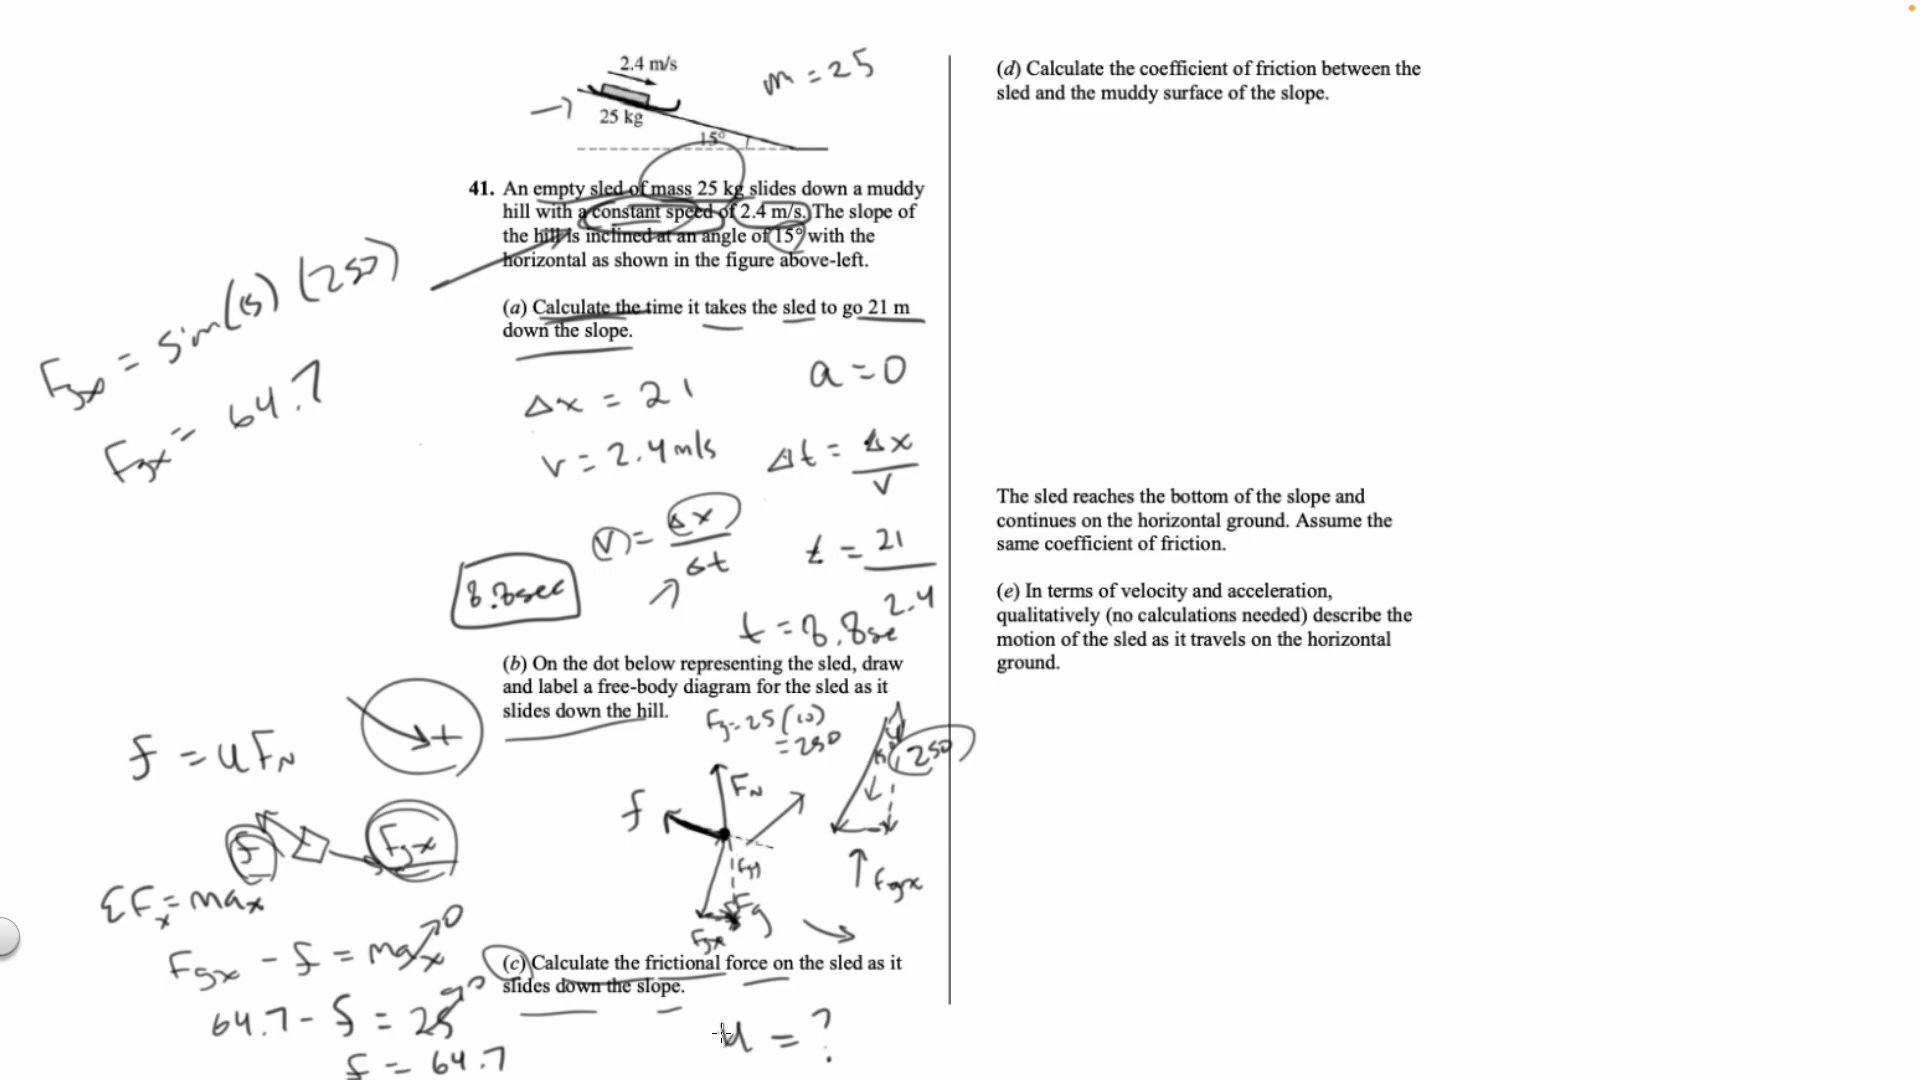 2.4 m/s
m = 25
25 kg
15°
41. An empty sled of mass 25 kg slides down a muddy
hill with a constant speed of 2.4 m/s. The slope of
the hill is inclined at an angle of 15° with the
horizontal as shown in the figure above-left.
Fgx = sin(15)(250)
Fgx = 64.7
(a) Calculate the time it takes the sled to go 21 m
down the slope.
a = 0
Δx = 21
v = 2.4 m/s
Δt = Δx
v
v = Δx
Δt
t = 21
2.4
8.8sec
t = 8.8se
(b) On the dot below representing the sled, draw
and label a free-body diagram for the sled as it
slides down the hill.
Fg = 25(10)
= 250
250
+
f = uFN
FN
f
Fg
Fgx
Fgx
f
Fgx
ΣFx = max
Fgx - f = max 0
(c) Calculate the frictional force on the sled as it
slides down the slope.
64.7 - f = 25 0
f = 64.7
u = ?
(d) Calculate the coefficient of friction between the
sled and the muddy surface of the slope.
The sled reaches the bottom of the slope and
continues on the horizontal ground. Assume the
same coefficient of friction.
(e) In terms of velocity and acceleration,
qualitatively (no calculations needed) describe the
motion of the sled as it travels on the horizontal
ground.